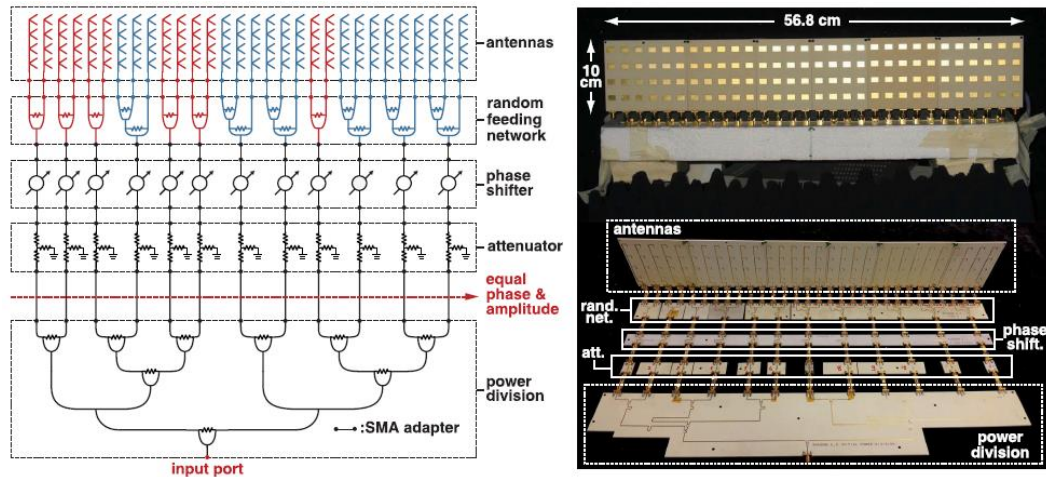 antennas
random
feeding
network
phase
shifter
attenuator
equal
phase &
amplitude
power
division
:SMA adapter
input port
56.8 cm
10
cm
antennas
rand.
net.
phase
shift.
att.
power
division